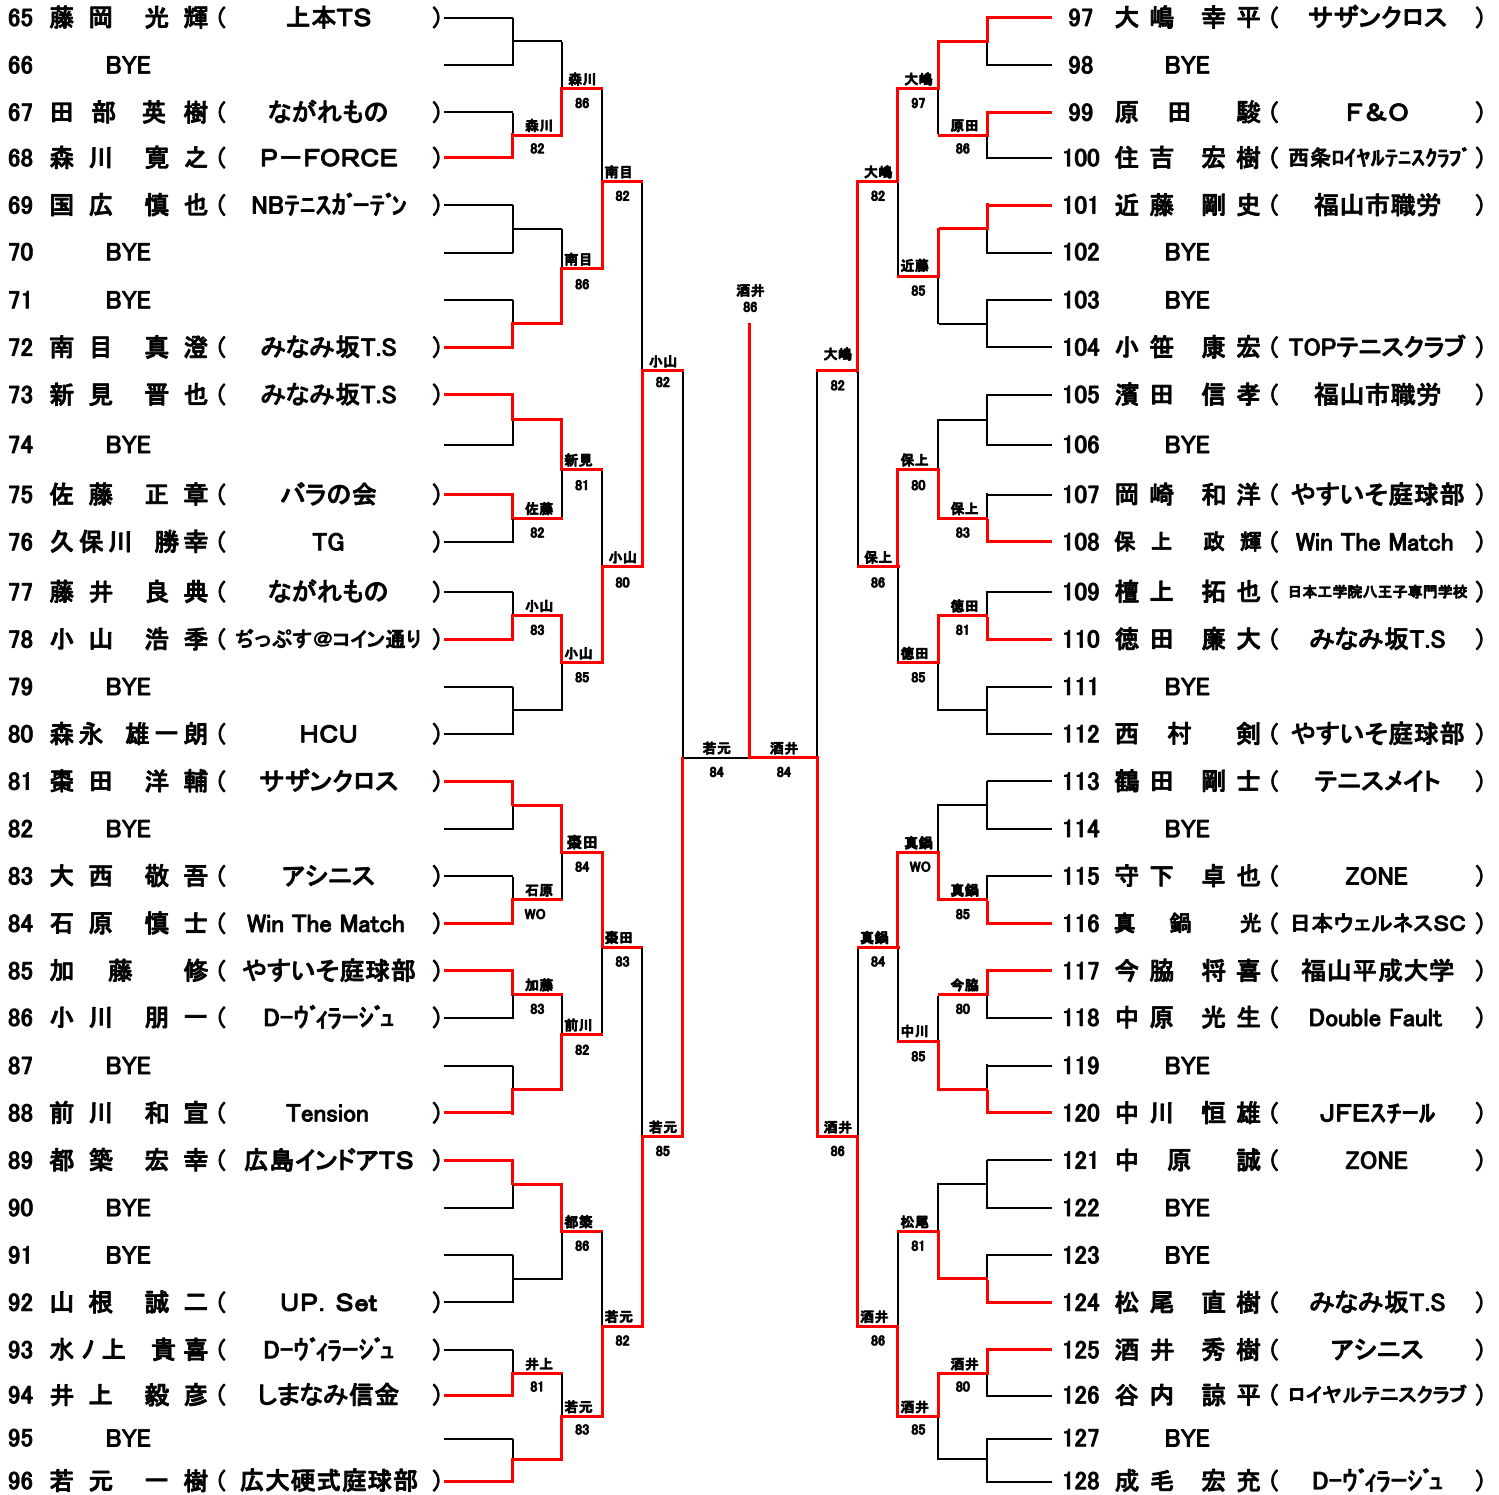 65 藤岡 光輝 ( 上本TS )
66 BYE
67 田部 英樹 ( ながれもの )
68 森川 寛之 ( P－FORCE )
69 国広 慎也 ( NBﾃﾆｽｶﾞｰﾃﾞﾝ )
70 BYE
71 BYE
72 南目 真澄 ( みなみ坂T.S )
73 新見 晋也 ( みなみ坂T.S )
74 BYE
75 佐藤 正章 ( バラの会 )
76 久保川 勝幸 ( TG )
77 藤井 良典 ( ながれもの )
78 小山 浩季 ( ぢっぷす@コイン通り )
79 BYE
80 森永 雄一朗 ( HCU )
81 棗田 洋輔 ( サザンクロス )
82 BYE
83 大西 敬吾 ( アシニス )
84 石原 慎士 ( Win The Match )
85 加藤 修 ( やすいそ庭球部 )
86 小川 朋一 ( D-ｳﾞｨﾗｰｼﾞｭ )
87 BYE
88 前川 和宣 ( Tension )
89 都築 宏幸 ( 広島インドアTS )
90 BYE
91 BYE
92 山根 誠二 ( UP. Set )
93 水ノ上 貴喜 ( D-ｳﾞｨﾗｰｼﾞｭ )
94 井上 毅彦 ( しまなみ信金 )
95 BYE
96 若元 一樹 ( 広大硬式庭球部 )
森川
82
佐藤
82
小山
83
石原
WO
加藤
83
井上
81
森川
86
南目
86
新見
81
小山
85
棗田
84
前川
82
都築
86
若元
83
南目
82
小山
80
棗田
83
若元
82
小山
82
若元
85
若元
84
酒井
86
酒井
84
大嶋
82
酒井
86
大嶋
82
保上
86
真鍋
84
酒井
86
大嶋
97
近藤
85
保上
80
徳田
85
真鍋
WO
中川
85
松尾
81
酒井
85
原田
86
保上
83
徳田
81
真鍋
85
今脇
80
酒井
80
97 大嶋 幸平 ( サザンクロス )
98 BYE
99 原田 駿 ( F＆O )
100 住吉 宏樹 ( 西条ﾛｲﾔﾙﾃﾆｽｸﾗﾌﾞ )
101 近藤 剛史 ( 福山市職労 )
102 BYE
103 BYE
104 小笹 康宏 ( TOPテニスクラブ )
105 濱田 信孝 ( 福山市職労 )
106 BYE
107 岡崎 和洋 ( やすいそ庭球部 )
108 保上 政輝 ( Win The Match )
109 檀上 拓也 ( 日本工学院八王子専門学校 )
110 徳田 廉大 ( みなみ坂T.S )
111 BYE
112 西村 剣 ( やすいそ庭球部 )
113 鶴田 剛士 ( テニスメイト )
114 BYE
115 守下 卓也 ( ZONE )
116 真鍋 光 ( 日本ウェルネスSC )
117 今脇 将喜 ( 福山平成大学 )
118 中原 光生 ( Double Fault )
119 BYE
120 中川 恒雄 ( JFEｽﾁｰﾙ )
121 中原 誠 ( ZONE )
122 BYE
123 BYE
124 松尾 直樹 ( みなみ坂T.S )
125 酒井 秀樹 ( アシニス )
126 谷内 諒平 ( ロイヤルテニスクラブ )
127 BYE
128 成毛 宏充 ( D-ｳﾞｨﾗｰｼﾞｭ )